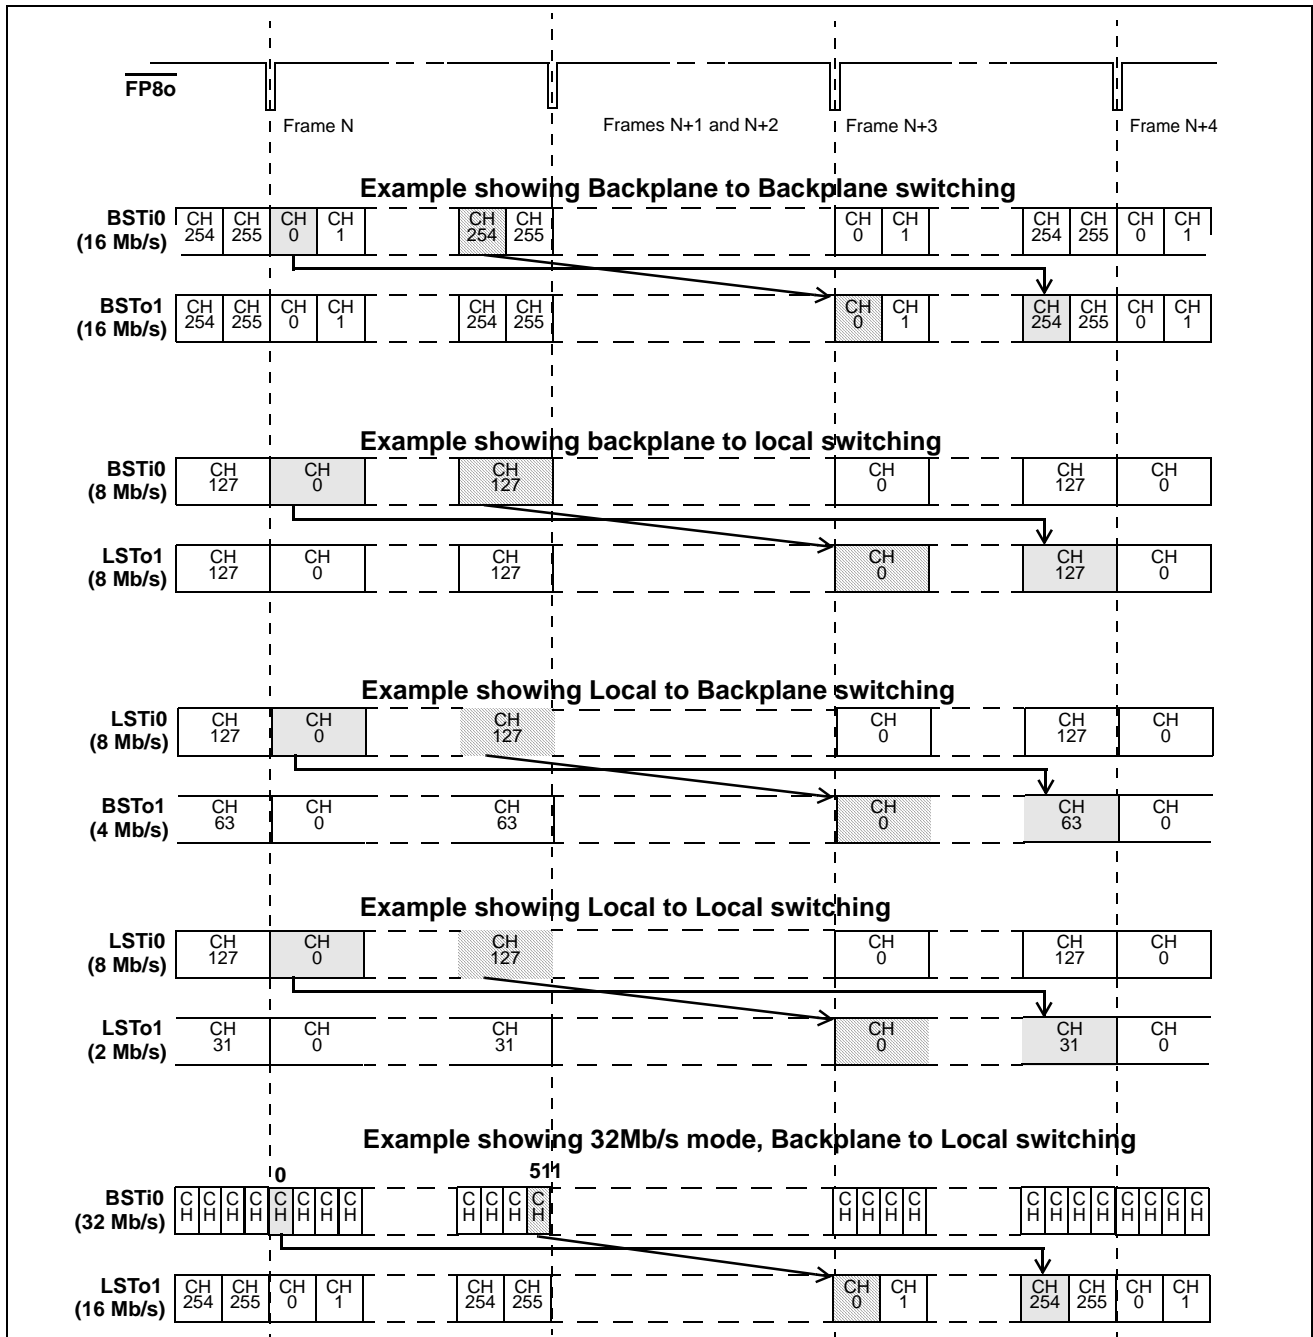 FP8o
Frame N
Frames N+1 and N+2
Frame N+3
Frame N+4
Example showing Backplane to Backplane switching
BSTi0
(16 Mb/s)
CH 254 CH 255 CH 0 CH 1 CH 254 CH 255 CH 0 CH 1 CH 254 CH 255 CH 0 CH 1
BSTo1
(16 Mb/s)
CH 254 CH 255 CH 0 CH 1 CH 254 CH 255 CH 0 CH 1 CH 254 CH 255 CH 0 CH 1
Example showing backplane to local switching
BSTi0
(8 Mb/s)
CH 127 CH 0 CH 127 CH 0 CH 127 CH 0
LSTo1
(8 Mb/s)
CH 127 CH 0 CH 127 CH 0 CH 127 CH 0
Example showing Local to Backplane switching
LSTi0
(8 Mb/s)
CH 127 CH 0 CH 127 CH 0 CH 127 CH 0
BSTo1
(4 Mb/s)
CH 63 CH 0 CH 63 CH 0 CH 63 CH 0
Example showing Local to Local switching
LSTi0
(8 Mb/s)
CH 127 CH 0 CH 127 CH 0 CH 127 CH 0
LSTo1
(2 Mb/s)
CH 31 CH 0 CH 31 CH 0 CH 31 CH 0
Example showing 32Mb/s mode, Backplane to Local switching
0 511
BSTi0
(32 Mb/s)
CH CH CH CH CH CH CH CH CH CH CH CH CH CH CH CH CH CH CH CH CH CH CH CH
LSTo1
(16 Mb/s)
CH 254 CH 255 CH 0 CH 1 CH 254 CH 255 CH 0 CH 1 CH 254 CH 255 CH 0 CH 1